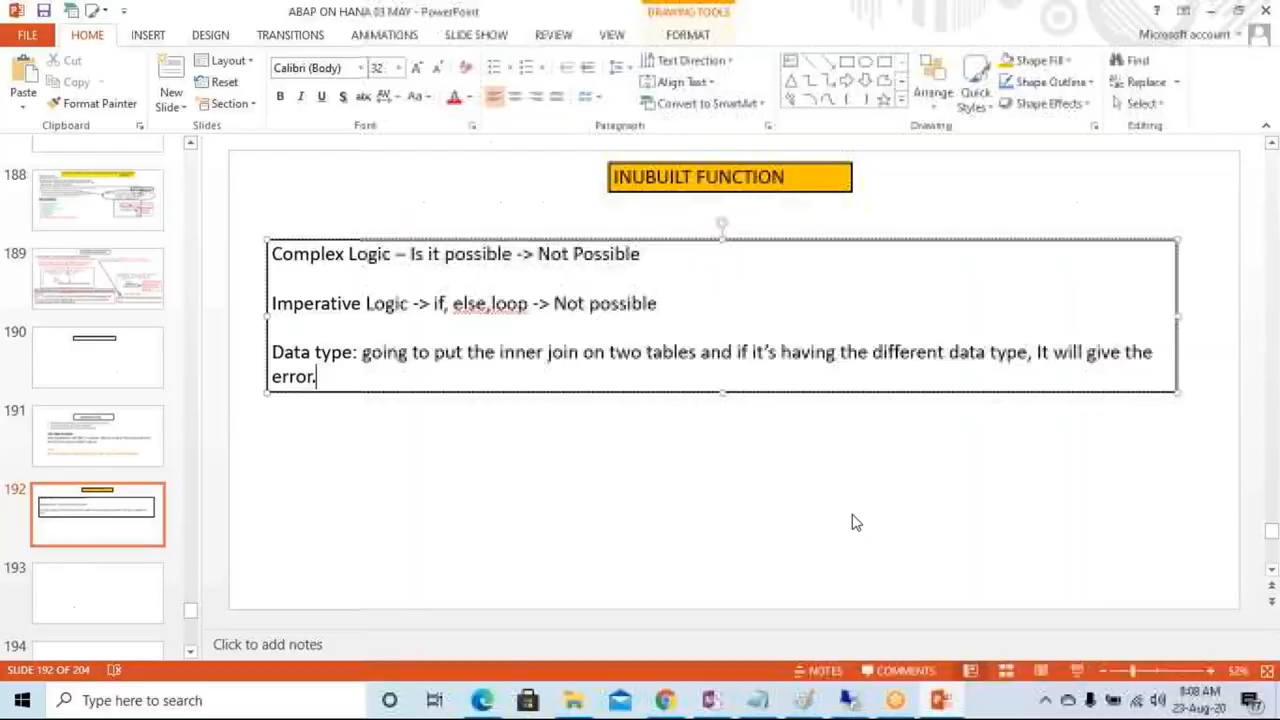 ABAP ON HANA 03 MAY - PowerPoint
DRAWING TOOLS
FILE HOME INSERT DESIGN TRANSITIONS ANIMATIONS SLIDE SHOW REVIEW VIEW FORMAT
Microsoft account
Paste
Cut
Copy
Format Painter
Clipboard
New
Slide
Layout
Reset
Section
Slides
Calibri (Body) 32
Font
Text Direction
Align Text
Convert to SmartArt
Paragraph
Arrange
Quick
Styles
Shape Fill
Shape Outline
Shape Effects
Drawing
Find
Replace
Select
Editing
188
189
190
191
192
193
194
INUBUILT FUNCTION
Complex Logic – Is it possible -> Not Possible
Imperative Logic -> if, else,loop -> Not possible
Data type: going to put the inner join on two tables and if it's having the different data type, It will give the
error.
Click to add notes
SLIDE 192 OF 204
NOTES
COMMENTS
52%
Type here to search
8:08 AM
23-Aug-20